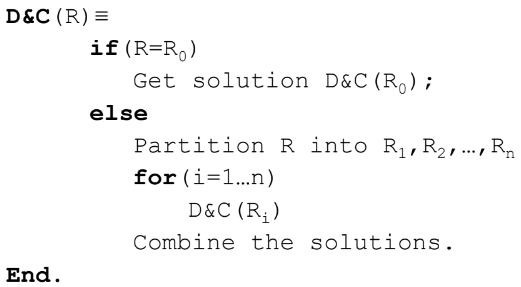 D&C(R)≡
if(R=R₀)
Get solution D&C(R₀);
else
Partition R into R₁,R₂,…,Rₙ
for(i=1…n)
D&C(Rᵢ)
Combine the solutions.
End.